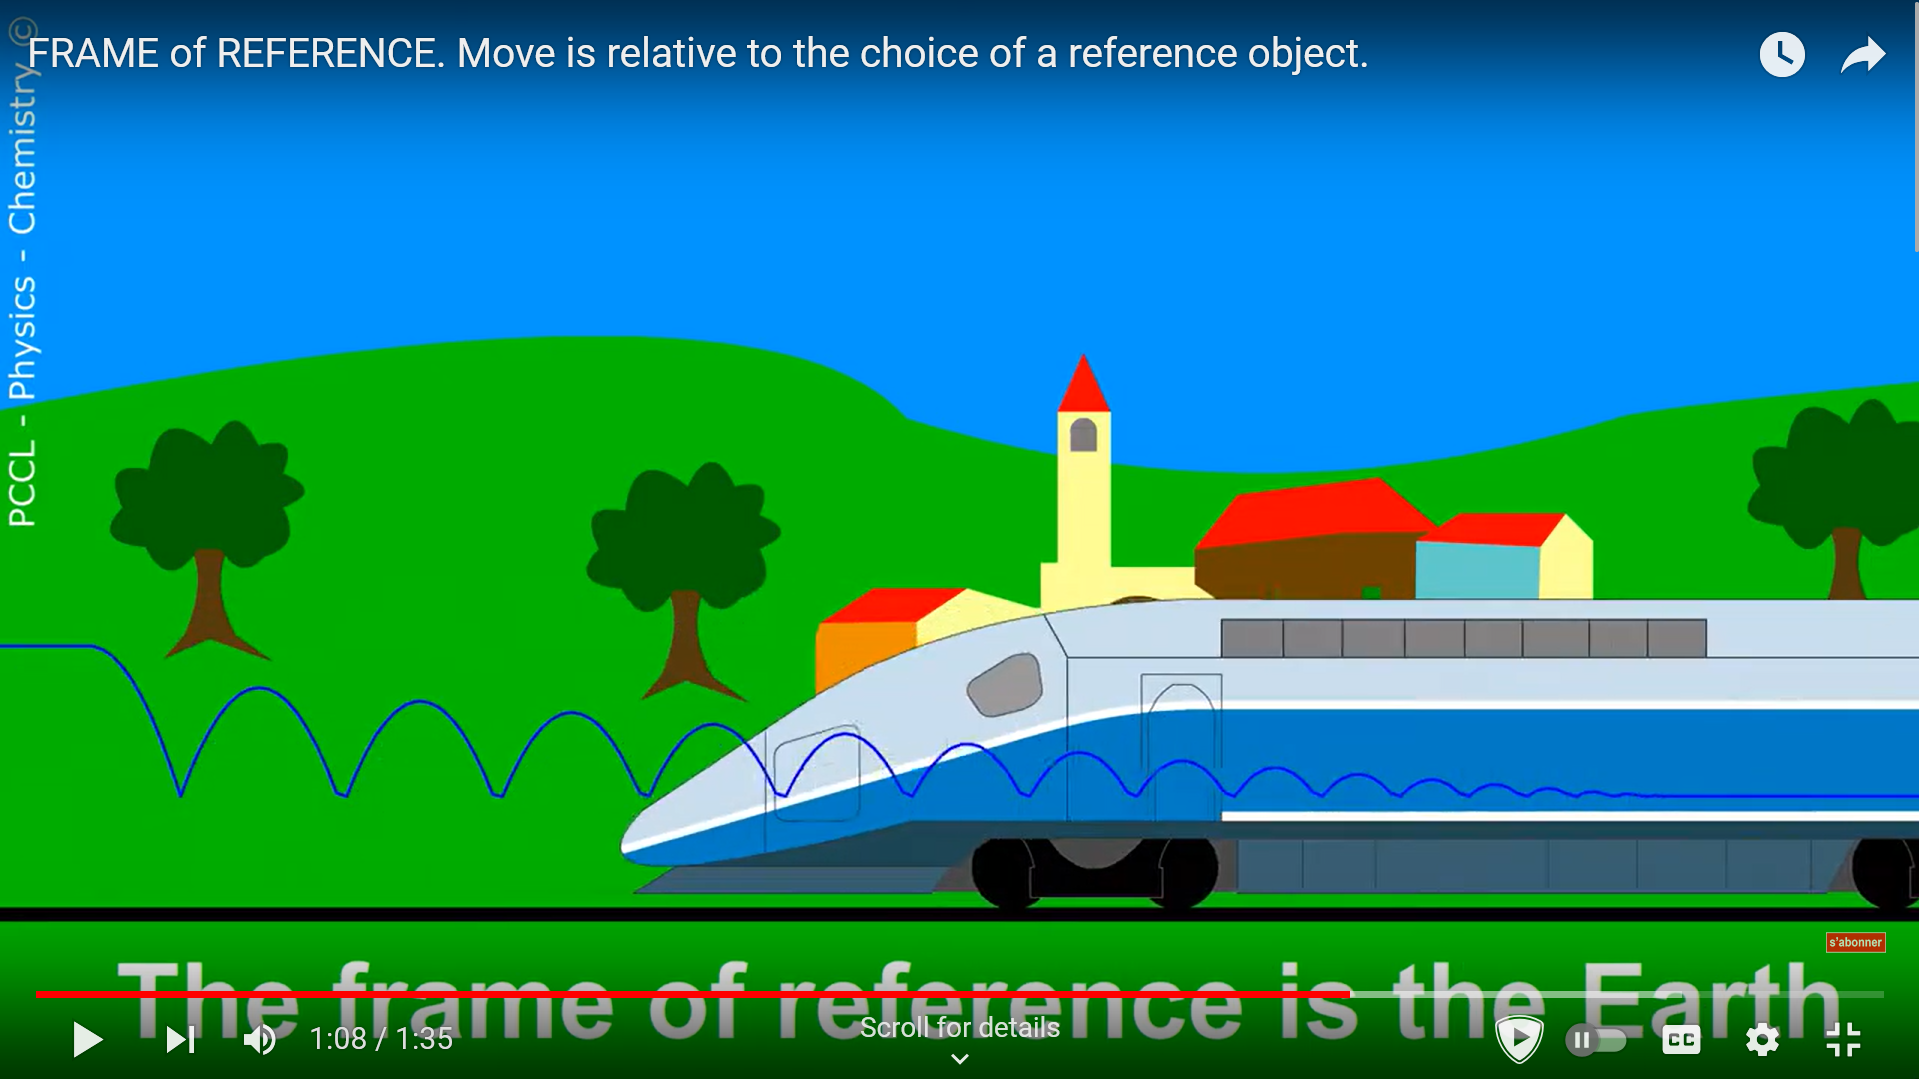 FRAME of REFERENCE. Move is relative to the choice of a reference object.
PCCL - Physics - Chemistry ©
s'abonner
The frame of reference is the Earth
Scroll for details
1:08 / 1:35
CC